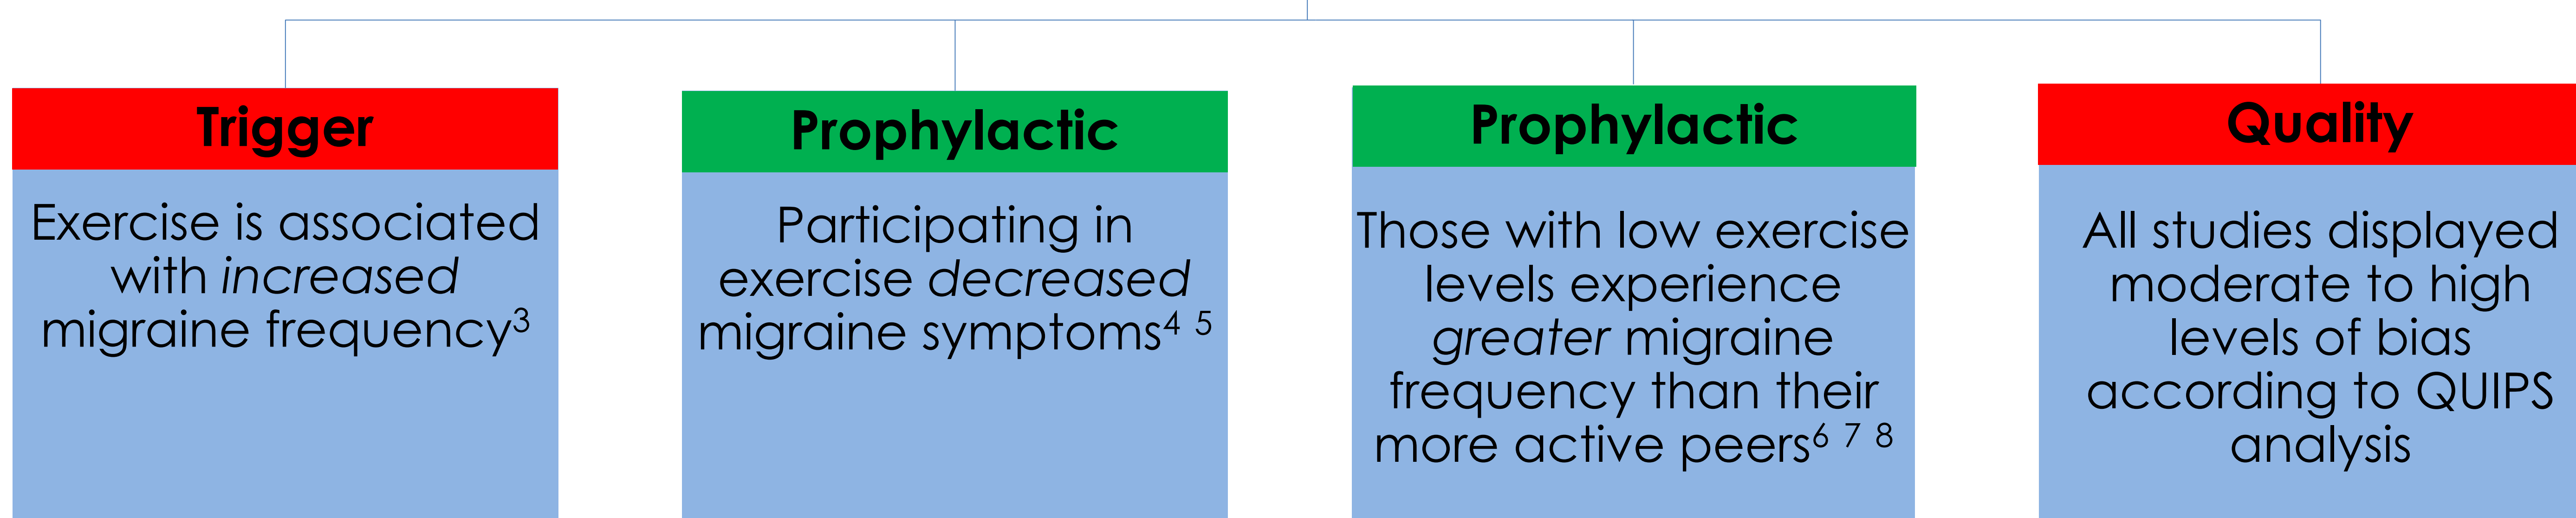 Trigger
Exercise is associated
with increased
migraine frequency³
Prophylactic
Participating in
exercise decreased
migraine symptoms⁴ ⁵
Prophylactic
Those with low exercise
levels experience
greater migraine
frequency than their
more active peers⁶ ⁷ ⁸
Quality
All studies displayed
moderate to high
levels of bias
according to QUIPS
analysis